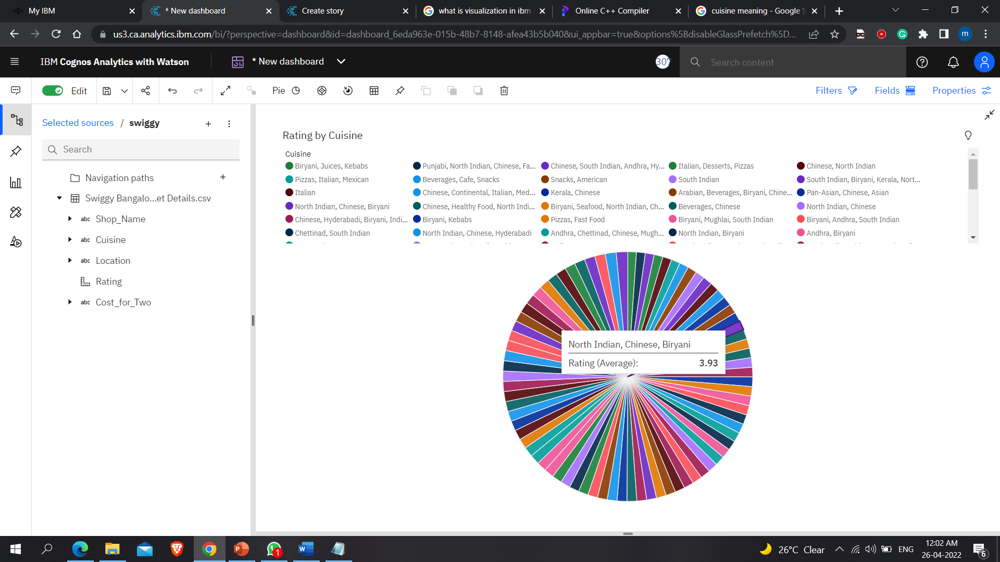 My IBM
* New dashboard
Create story
what is visualization in ibm
Online C++ Compiler
cuisine meaning - Google S
us3.ca.analytics.ibm.com/bi/?perspective=dashboard&id=dashboard_6eda963e-015b-48b7-8148-afea43b5b040&ui_appbar=true&options%5BdisableGlassPrefetch%5D...
m
IBM Cognos Analytics with Watson
* New dashboard
307
Search content
Edit
Pie
Filters
Fields
Properties
Selected sources / swiggy
Search
Navigation paths
Swiggy Bangalo...et Details.csv
abc Shop_Name
abc Cuisine
abc Location
Rating
abc Cost_for_Two
Rating by Cuisine
Cuisine
Biryani, Juices, Kebabs
Punjabi, North Indian, Chinese, Fa...
Chinese, South Indian, Andhra, Hy...
Italian, Desserts, Pizzas
Chinese, North Indian
Pizzas, Italian, Mexican
Beverages, Cafe, Snacks
Snacks, American
South Indian
South Indian, Biryani, Kerala, Nort...
Italian
Chinese, Continental, Italian, Med...
Kerala, Chinese
Arabian, Beverages, Biryani, Chine...
Pan-Asian, Chinese, Asian
North Indian, Chinese, Biryani
Chinese, Healthy Food, North Indi...
Biryani, Seafood, North Indian, Ch...
Beverages, Chinese
North Indian, Chinese
Chinese, Hyderabadi, Biryani, Indi...
Biryani, Kebabs
Pizzas, Fast Food
Biryani, Mughlai, South Indian
Biryani, Andhra, South Indian
Chettinad, South Indian
North Indian, Chinese, Hyderabadi
Andhra, Chettinad, Chinese, Mugh...
North Indian, Biryani
Andhra, Biryani
North Indian, Chinese, Biryani
Rating (Average): 3.93
1
26°C Clear
ENG
12:02 AM
26-04-2022
6